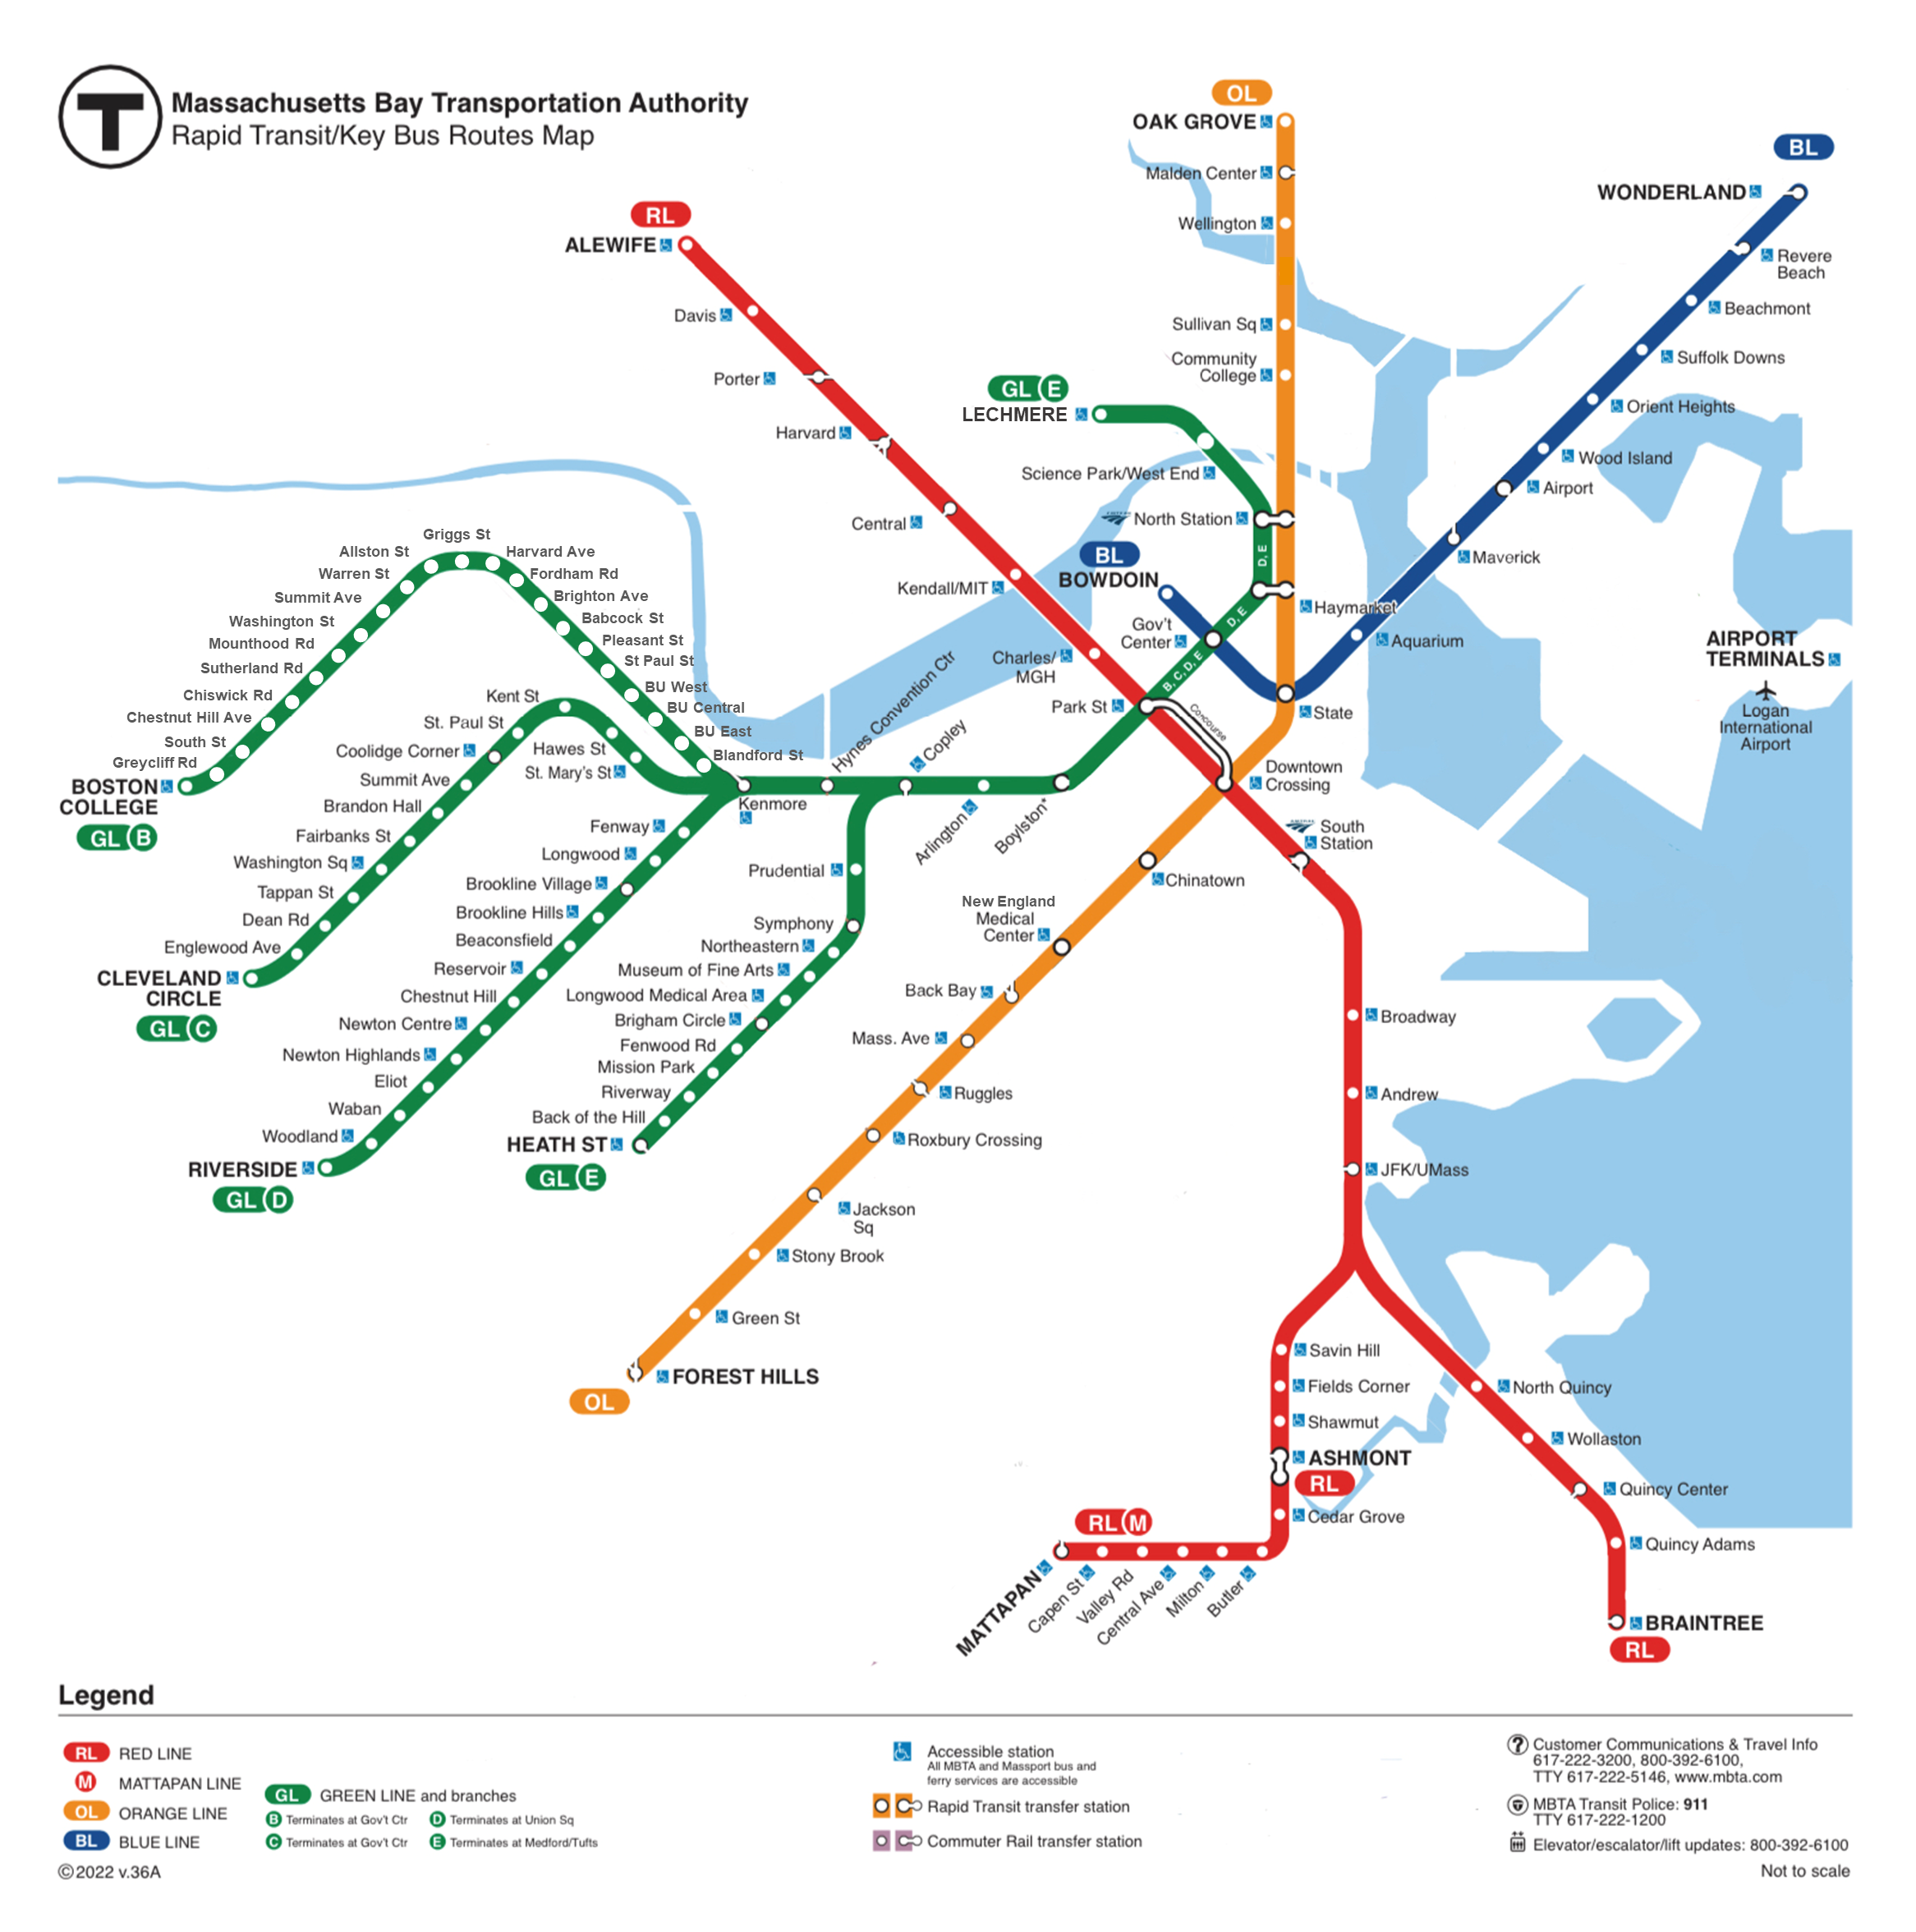 T
Massachusetts Bay Transportation Authority
Rapid Transit/Key Bus Routes Map
OL
OAK GROVE
Malden Center
Wellington
Sullivan Sq
Community
College
BL
WONDERLAND
Revere
Beach
Beachmont
Suffolk Downs
Orient Heights
Wood Island
Airport
Maverick
Aquarium
RL
ALEWIFE
Davis
Porter
Harvard
Central
Kendall/MIT
Charles/
MGH
Park St
GL E
LECHMERE
Science Park/West End
North Station
D, E
BL
BOWDOIN
Gov't
Center
D, E
B, C, D, E
Haymarket
State
Concourse
Downtown
Crossing
AIRPORT
TERMINALS
Logan
International
Airport
Griggs St
Allston St
Harvard Ave
Warren St
Fordham Rd
Summit Ave
Brighton Ave
Washington St
Babcock St
Mounthood Rd
Pleasant St
Sutherland Rd
St Paul St
Chiswick Rd
BU West
Chestnut Hill Ave
BU Central
South St
BU East
Greycliff Rd
Blandford St
BOSTON
COLLEGE
GL B
Kent St
St. Paul St
Coolidge Corner
Hawes St
St. Mary's St
Summit Ave
Brandon Hall
Fairbanks St
Washington Sq
Tappan St
Dean Rd
Englewood Ave
CLEVELAND
CIRCLE
GL C
Kenmore
Hynes Convention Ctr
Copley
Arlington
Boylston*
Fenway
Longwood
Brookline Village
Brookline Hills
Beaconsfield
Reservoir
Chestnut Hill
Newton Centre
Newton Highlands
Eliot
Waban
Woodland
RIVERSIDE
GL D
Prudential
Symphony
Northeastern
Museum of Fine Arts
Longwood Medical Area
Brigham Circle
Fenwood Rd
Mission Park
Riverway
Back of the Hill
HEATH ST
GL E
South
Station
Chinatown
New England
Medical
Center
Back Bay
Mass. Ave
Ruggles
Roxbury Crossing
Jackson
Sq
Stony Brook
Green St
FOREST HILLS
OL
Broadway
Andrew
JFK/UMass
Savin Hill
Fields Corner
Shawmut
ASHMONT
RL
Cedar Grove
RL M
MATTAPAN
Capen St
Valley Rd
Central Ave
Milton
Butler
North Quincy
Wollaston
Quincy Center
Quincy Adams
BRAINTREE
RL
Legend
RL RED LINE
M MATTAPAN LINE
OL ORANGE LINE
BL BLUE LINE
©2022 v.36A
GL GREEN LINE and branches
B Terminates at Gov't Ctr
D Terminates at Union Sq
C Terminates at Gov't Ctr
E Terminates at Medford/Tufts
Accessible station
All MBTA and Massport bus and
ferry services are accessible
Rapid Transit transfer station
Commuter Rail transfer station
? Customer Communications & Travel Info
617-222-3200, 800-392-6100,
TTY 617-222-5146, www.mbta.com
T MBTA Transit Police: 911
TTY 617-222-1200
Elevator/escalator/lift updates: 800-392-6100
Not to scale